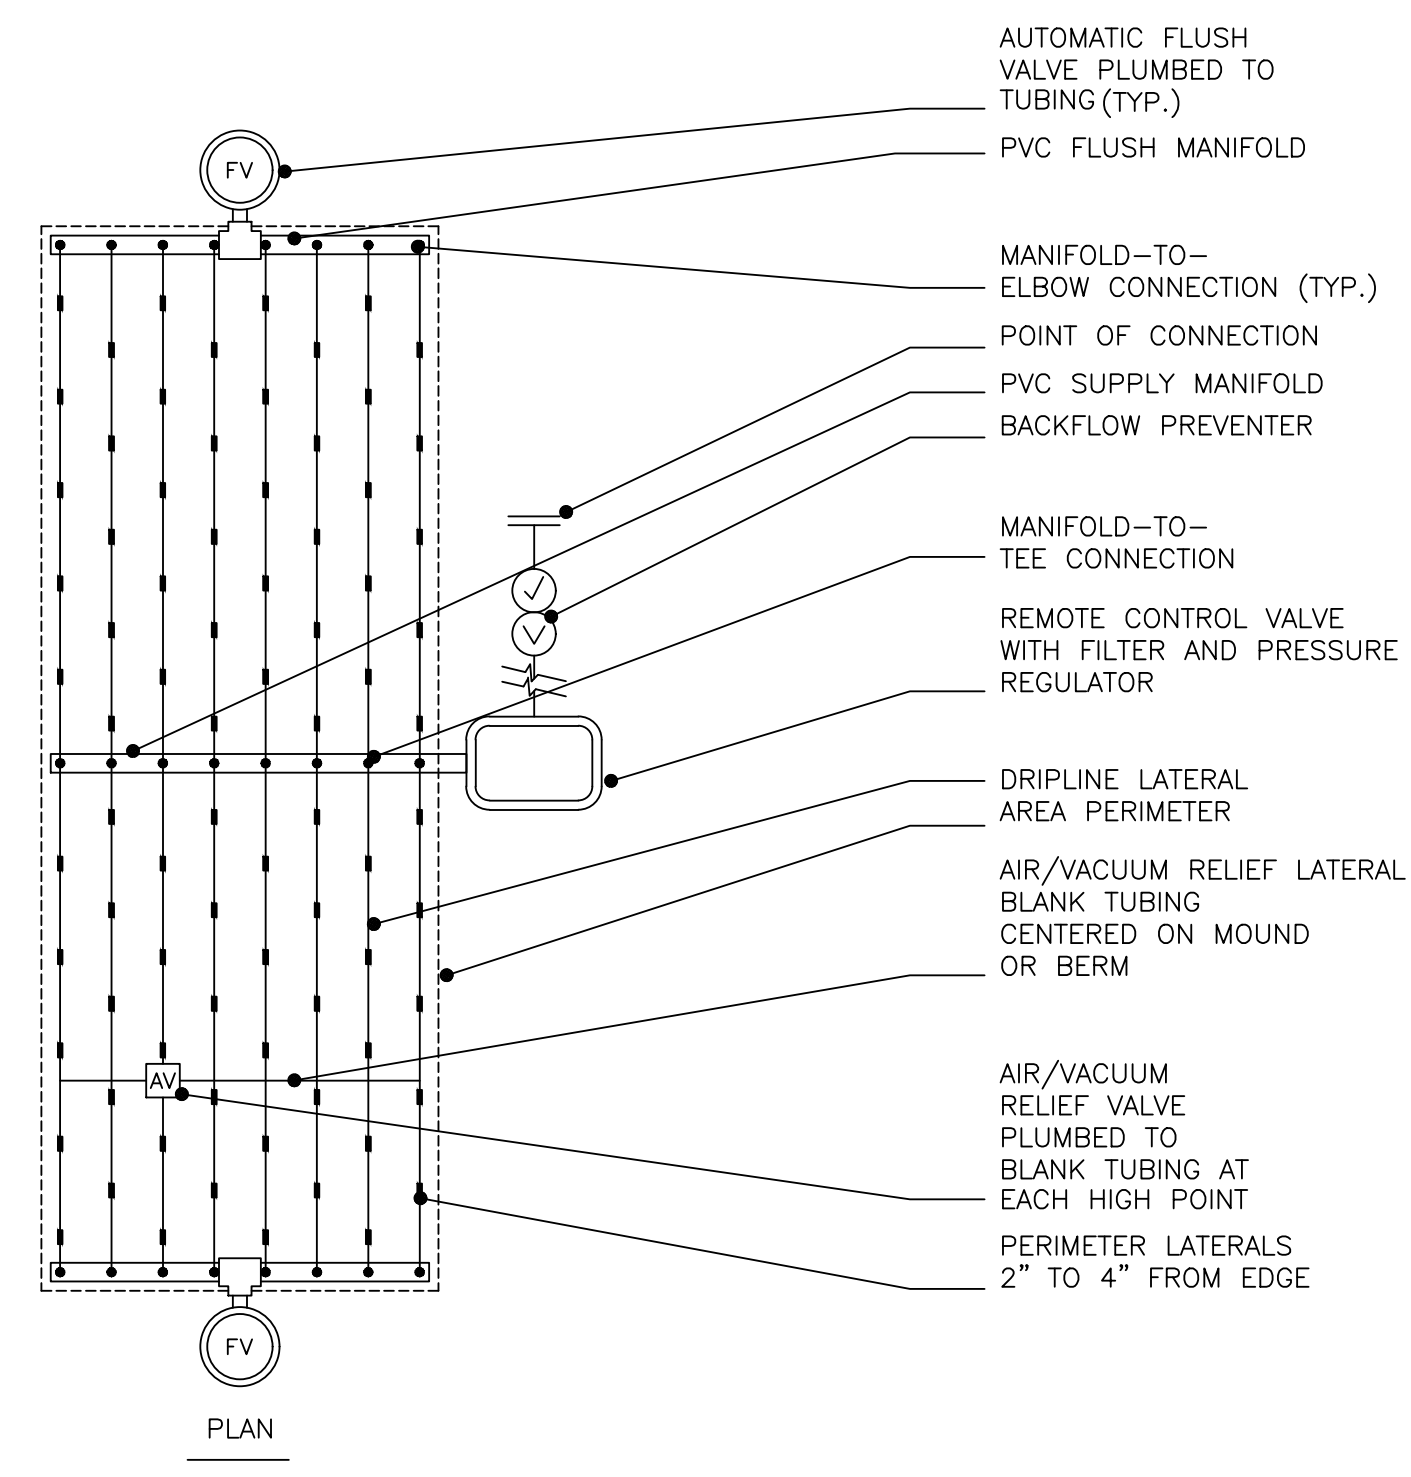 AUTOMATIC FLUSH
VALVE PLUMBED TO
TUBING (TYP.)
PVC FLUSH MANIFOLD
FV
MANIFOLD-TO-
ELBOW CONNECTION (TYP.)
POINT OF CONNECTION
PVC SUPPLY MANIFOLD
BACKFLOW PREVENTER
MANIFOLD-TO-
TEE CONNECTION
REMOTE CONTROL VALVE
WITH FILTER AND PRESSURE
REGULATOR
DRIPLINE LATERAL
AREA PERIMETER
AIR/VACUUM RELIEF LATERAL
BLANK TUBING
CENTERED ON MOUND
OR BERM
AV
AIR/VACUUM
RELIEF VALVE
PLUMBED TO
BLANK TUBING AT
EACH HIGH POINT
PERIMETER LATERALS
2” TO 4” FROM EDGE
FV
PLAN